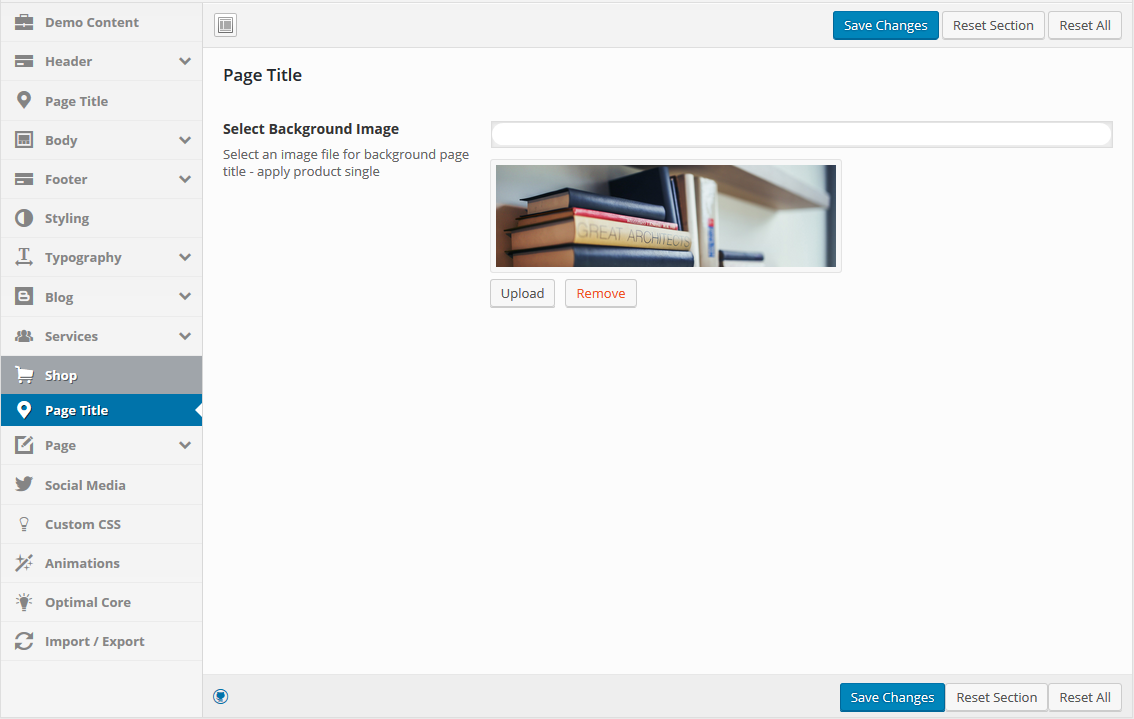 Demo Content
Header
Page Title
Body
Footer
Styling
Typography
Blog
Services
Shop
Page Title
Page
Social Media
Custom CSS
Animations
Optimal Core
Import / Export
Save Changes
Reset Section
Reset All
Page Title
Select Background Image
Select an image file for background page
title - apply product single
GREAT ARCHITECTS
Upload
Remove
Save Changes
Reset Section
Reset All